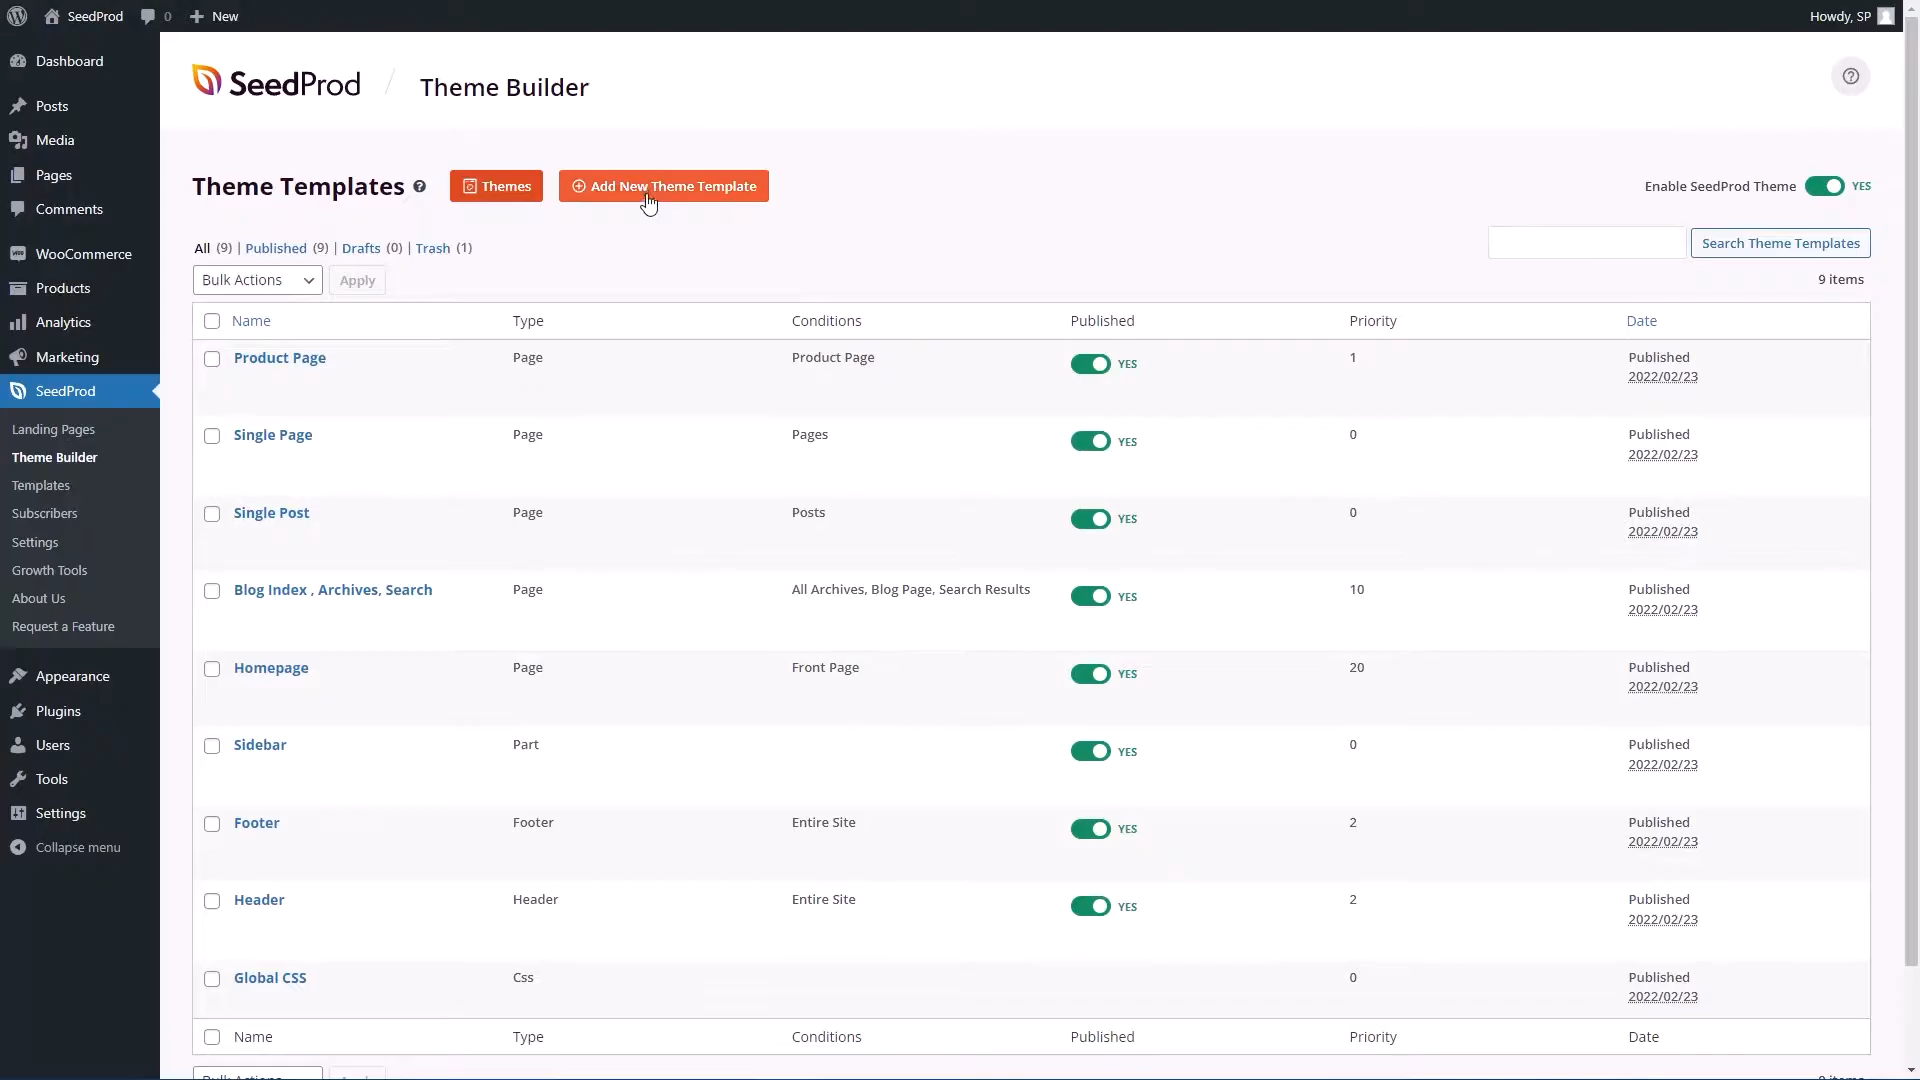 SeedProd 0 New Howdy, SP
Dashboard
Posts
Media
Pages
Comments
WooCommerce
Products
Analytics
Marketing
SeedProd
Landing Pages
Theme Builder
Templates
Subscribers
Settings
Growth Tools
About Us
Request a Feature
Appearance
Plugins
Users
Tools
Settings
Collapse menu
SeedProd / Theme Builder
Theme Templates Themes Add New Theme Template Enable SeedProd Theme YES
All (9) | Published (9) | Drafts (0) | Trash (1) Search Theme Templates
Bulk Actions Apply 9 items
Name Type Conditions Published Priority Date
Product Page Page Product Page YES 1 Published
2022/02/23
Single Page Page Pages YES 0 Published
2022/02/23
Single Post Page Posts YES 0 Published
2022/02/23
Blog Index , Archives, Search Page All Archives, Blog Page, Search Results YES 10 Published
2022/02/23
Homepage Page Front Page YES 20 Published
2022/02/23
Sidebar Part YES 0 Published
2022/02/23
Footer Footer Entire Site YES 2 Published
2022/02/23
Header Header Entire Site YES 2 Published
2022/02/23
Global CSS Css 0 Published
2022/02/23
Name Type Conditions Published Priority Date
Bulk Actions 9 items